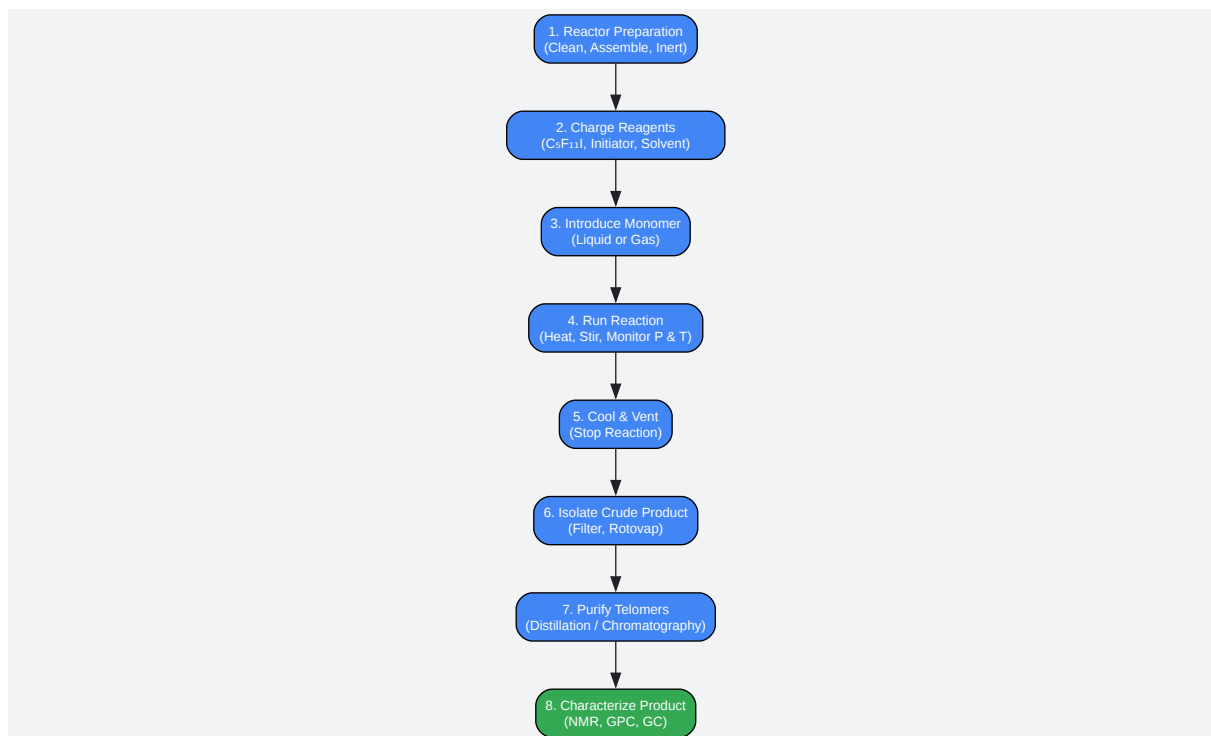 1. Reactor Preparation
(Clean, Assemble, Inert)
2. Charge Reagents
(C₅F₁₁I, Initiator, Solvent)
3. Introduce Monomer
(Liquid or Gas)
4. Run Reaction
(Heat, Stir, Monitor P & T)
5. Cool & Vent
(Stop Reaction)
6. Isolate Crude Product
(Filter, Rotovap)
7. Purify Telomers
(Distillation / Chromatography)
8. Characterize Product
(NMR, GPC, GC)